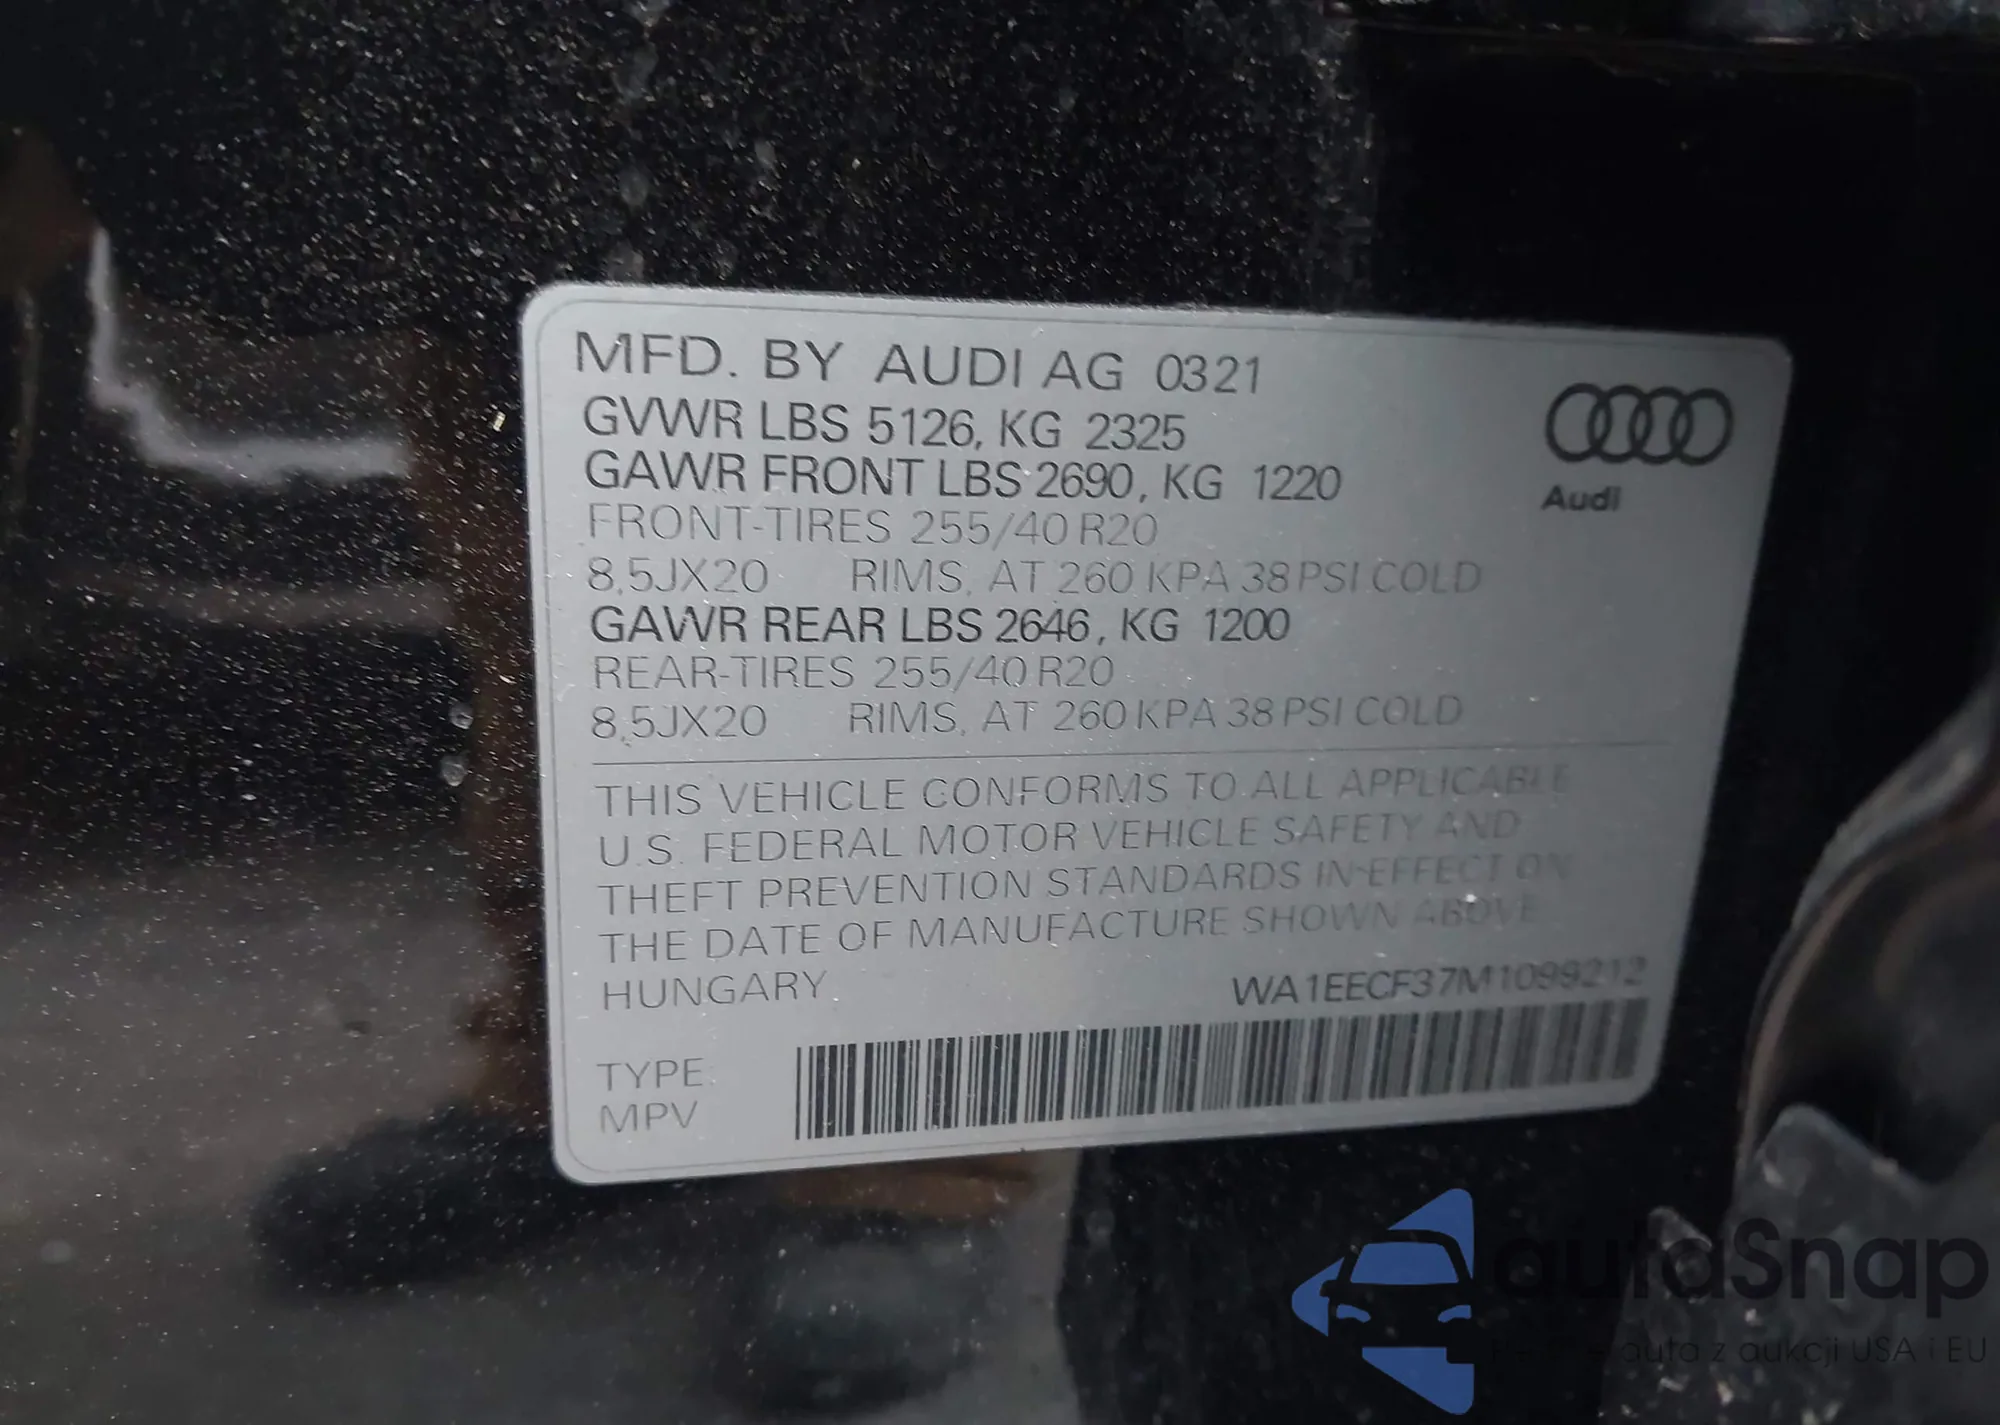 MFD. BY AUDI AG 0321
GVWR LBS 5126, KG 2325
GAWR FRONT LBS 2690, KG 1220
FRONT-TIRES 255/40 R20
8,5JX20 RIMS, AT 260 KPA 38 PSI COLD
GAWR REAR LBS 2646, KG 1200
REAR-TIRES 255/40 R20
8,5JX20 RIMS, AT 260 KPA 38 PSI COLD
Audi
THIS VEHICLE CONFORMS TO ALL APPLICABLE
U.S. FEDERAL MOTOR VEHICLE SAFETY AND
THEFT PREVENTION STANDARDS IN EFFECT ON
THE DATE OF MANUFACTURE SHOWN ABOVE
HUNGARY WA1EECF37M1099212
TYPE:
MPV
autoSnap
auta z aukcji USA i EU